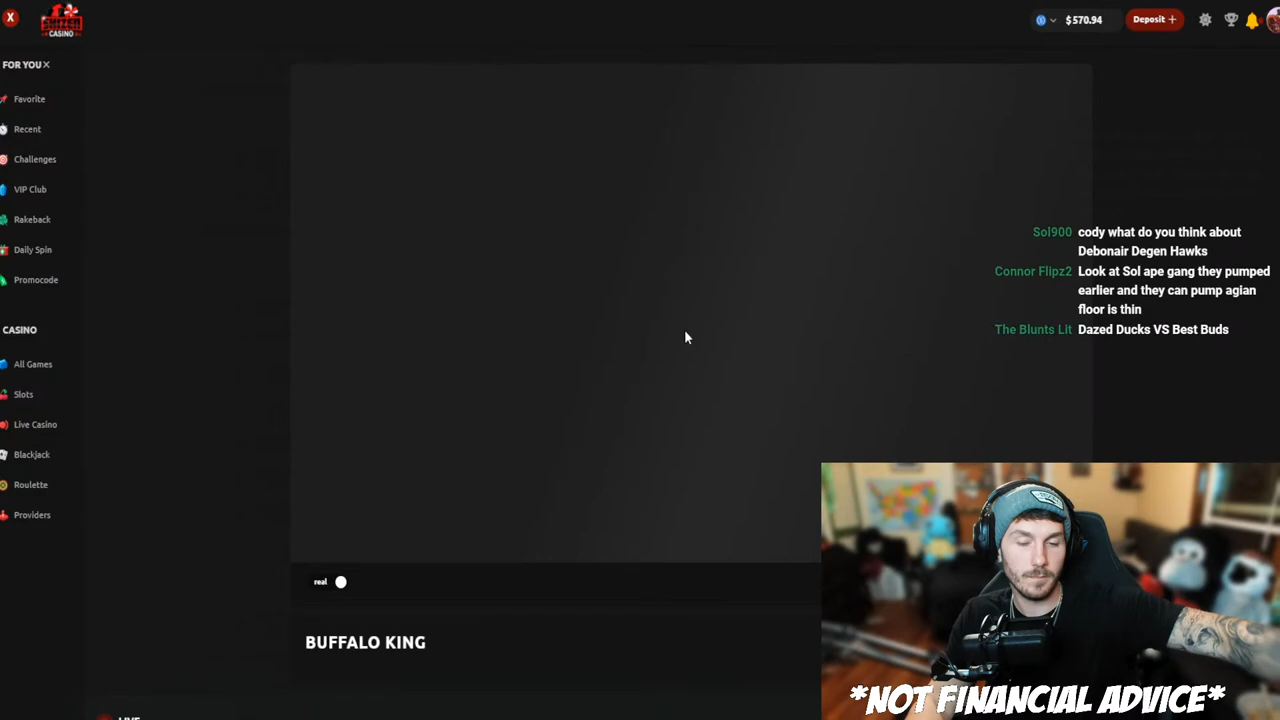 X
SHIZEN
CASINO
$570.94
Deposit +
FOR YOU ×
Favorite
Recent
Challenges
VIP Club
Rakeback
Daily Spin
Promocode
CASINO
All Games
Slots
Live Casino
Blackjack
Roulette
Providers
Sol900 cody what do you think about
Debonair Degen Hawks
Connor Flipz2 Look at Sol ape gang they pumped
earlier and they can pump agian
floor is thin
The Blunts Lit Dazed Ducks VS Best Buds
real
BUFFALO KING
LIVE
*NOT FINANCIAL ADVICE*